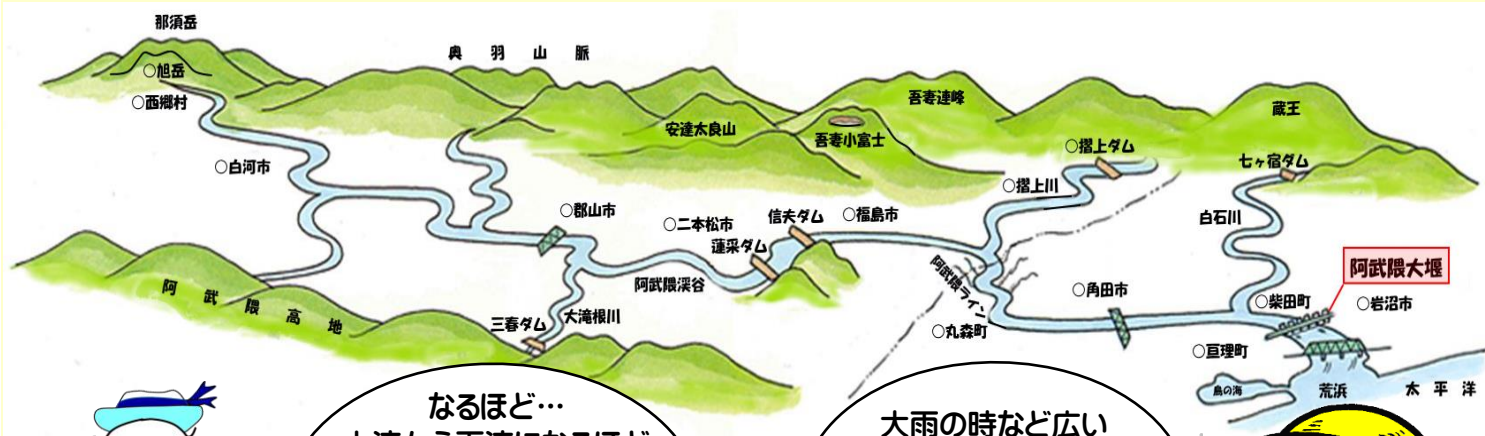 那須岳
奥羽山脈
○旭岳
○西郷村
吾妻連峰
蔵王
安達太良山
吾妻小富士
○摺上ダム
七ヶ宿ダム
○白河市
○摺上川
○郡山市
○二本松市
信夫ダム
○福島市
白石川
蓬莱ダム
阿武隈大堰
阿武隈渓谷
阿武隈ライン
○角田市
○柴田町
○岩沼市
阿武隈高地
三春ダム
大滝根川
○丸森町
○亘理町
鳥の海
荒浜
太平洋
なるほど…
大雨の時など広い